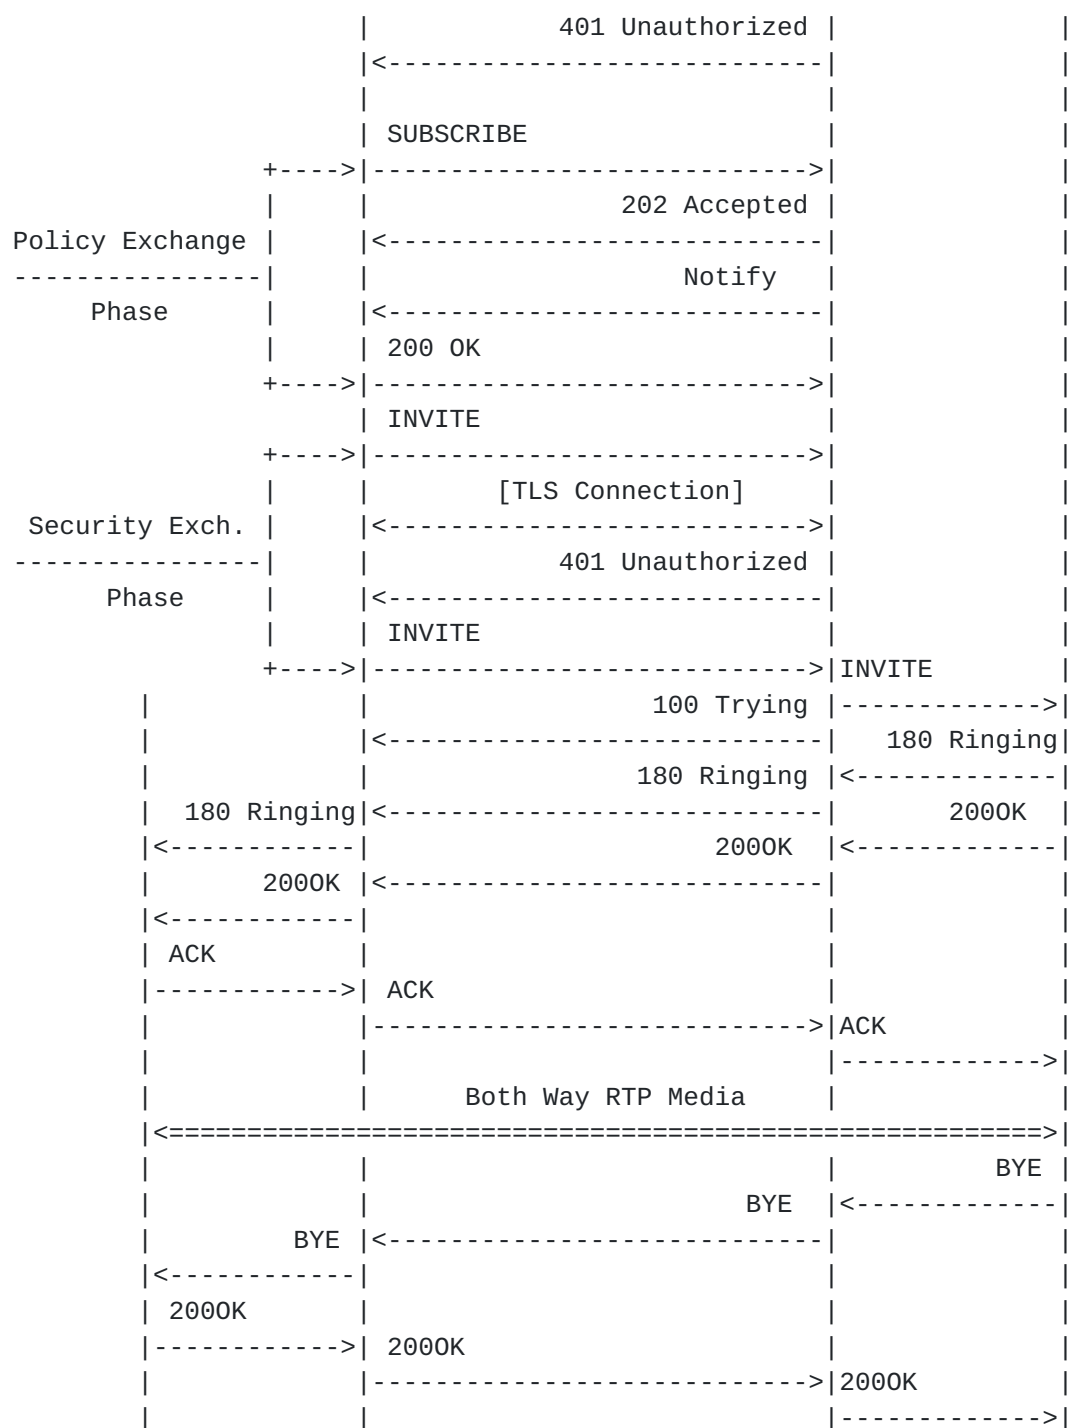 |            401 Unauthorized |              |
                       |<----------------------------|              |
                       |                             |              |
                       | SUBSCRIBE                   |              |
                 +---->|---------------------------->|              |
                 |     |                202 Accepted |              |
 Policy Exchange |     |<----------------------------|              |
 ----------------|     |                    Notify   |              |
      Phase      |     |<----------------------------|              |
                 |     | 200 OK                      |              |
                 +---->|---------------------------->|              |
                       | INVITE                      |              |
                 +---->|---------------------------->|              |
                 |     |        [TLS Connection]     |              |
  Security Exch. |     |<--------------------------->|              |
 ----------------|     |            401 Unauthorized |              |
       Phase     |     |<----------------------------|              |
                 |     | INVITE                      |              |
                 +---->|---------------------------->|INVITE        |
         |             |                  100 Trying |------------->|
         |             |<----------------------------|   180 Ringing|
         |             |                 180 Ringing |<-------------|
         |  180 Ringing|<----------------------------|       200OK  |
         |<------------|                      200OK  |<-------------|
         |       200OK |<----------------------------|              |
         |<------------|                             |              |
         | ACK         |                             |              |
         |------------>| ACK                         |              |
         |             |---------------------------->|ACK           |
         |             |                             |------------->|
         |             |      Both Way RTP Media     |              |
         |<========================================================>|
         |             |                             |          BYE |
         |             |                        BYE  |<-------------|
         |         BYE |<----------------------------|              |
         |<------------|                             |              |
         | 200OK       |                             |              |
         |------------>| 200OK                       |              |
         |             |---------------------------->|200OK         |
         |             |                             |------------->|